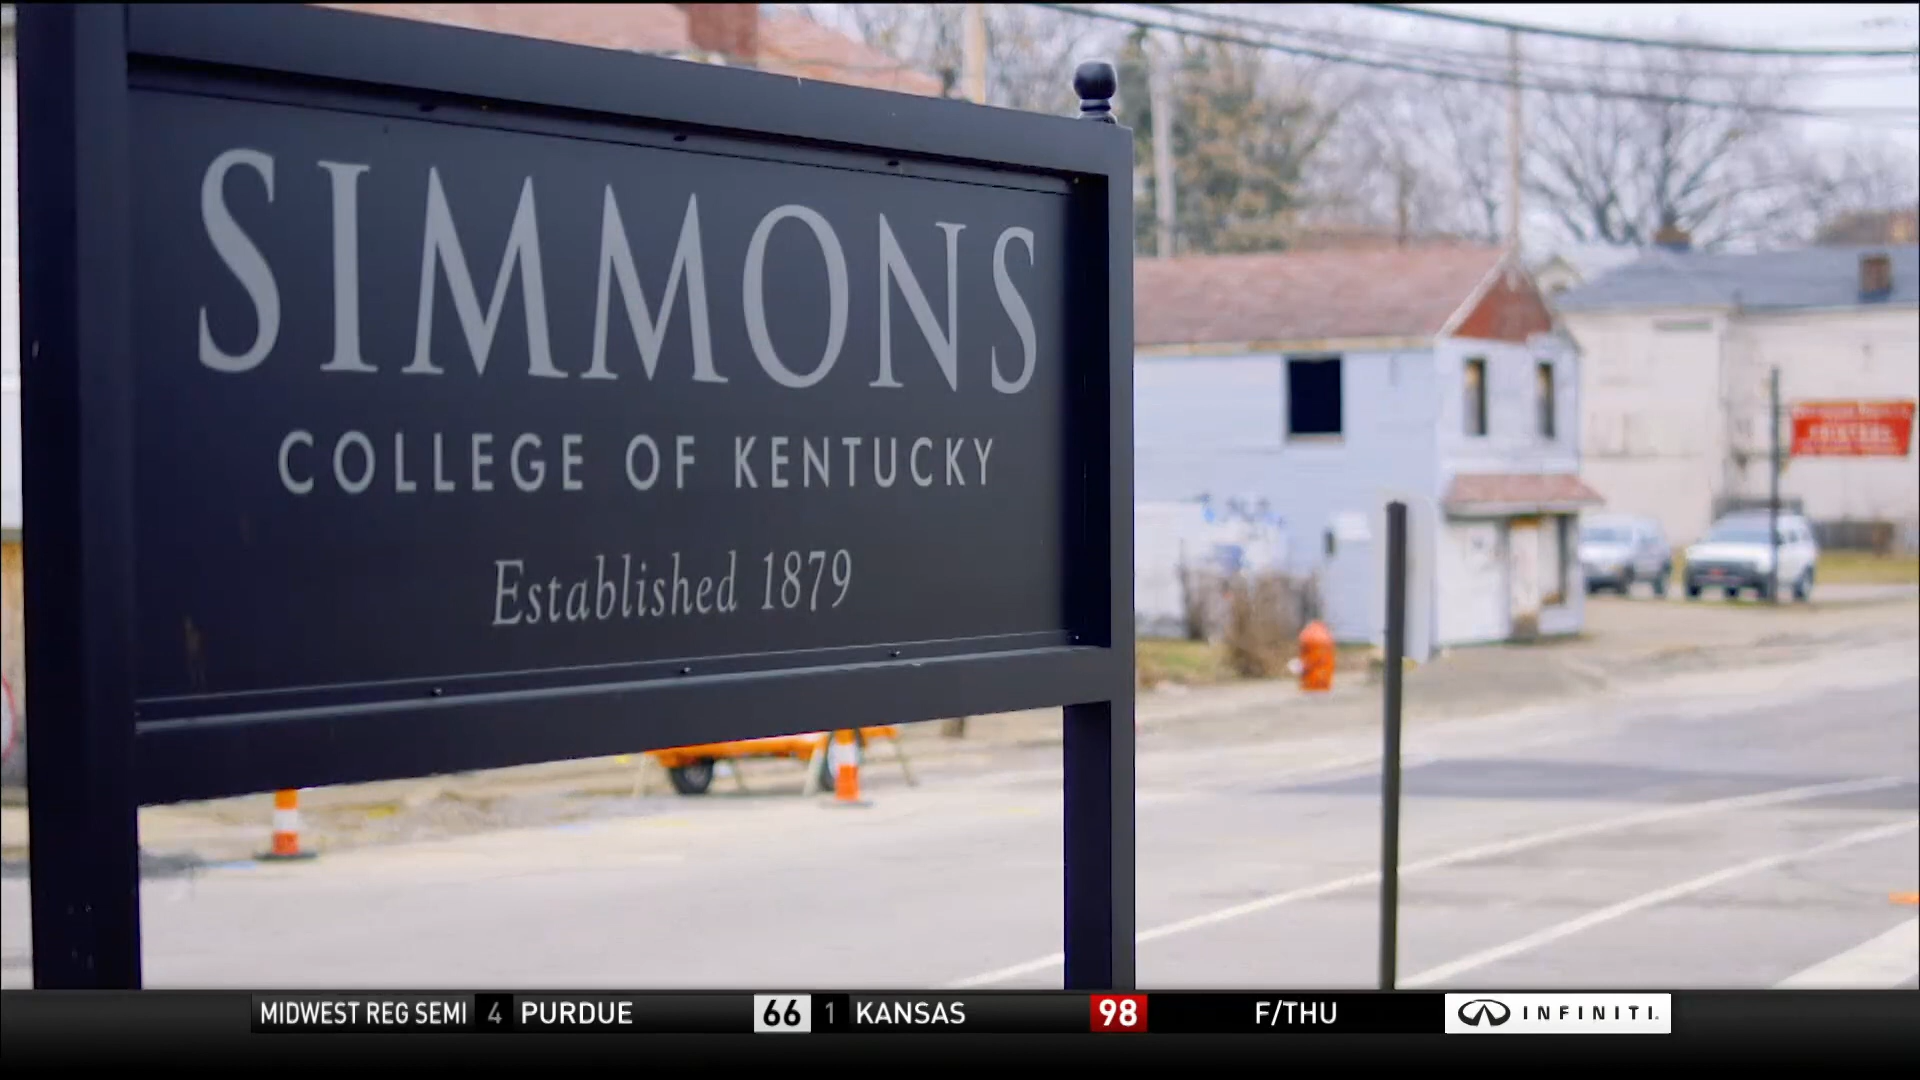 SIMMONS
COLLEGE OF KENTUCKY
Established 1879
MIDWEST REG SEMI 4 PURDUE 66 1 KANSAS 98 F/THU INFINITI